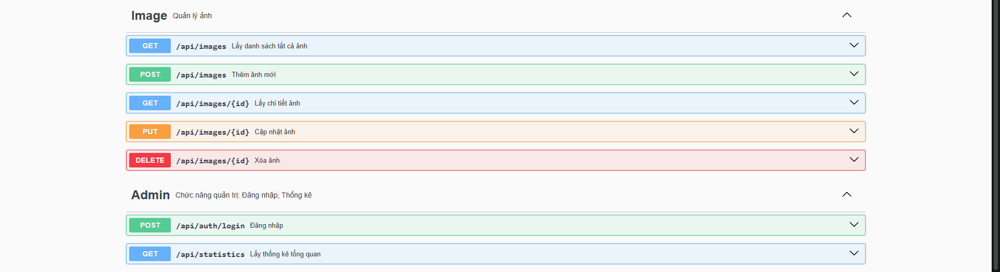 Image Quản lý ảnh
GET /api/images Lấy danh sách tất cả ảnh
POST /api/images Thêm ảnh mới
GET /api/images/{id} Lấy chi tiết ảnh
PUT /api/images/{id} Cập nhật ảnh
DELETE /api/images/{id} Xóa ảnh
Admin Chức năng quản trị: Đăng nhập, Thống kê
POST /api/auth/login Đăng nhập
GET /api/statistics Lấy thống kê tổng quan